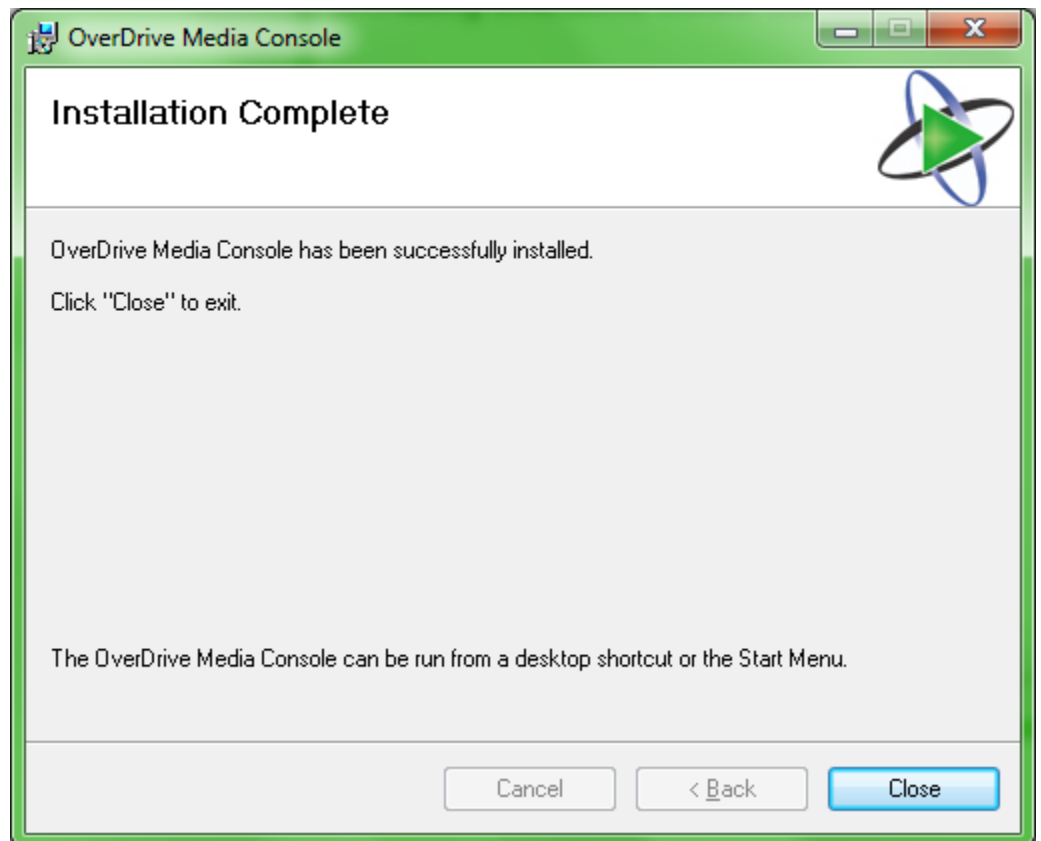 OverDrive Media Console
Installation Complete
OverDrive Media Console has been successfully installed.
Click "Close" to exit.
The OverDrive Media Console can be run from a desktop shortcut or the Start Menu.
Cancel < Back Close